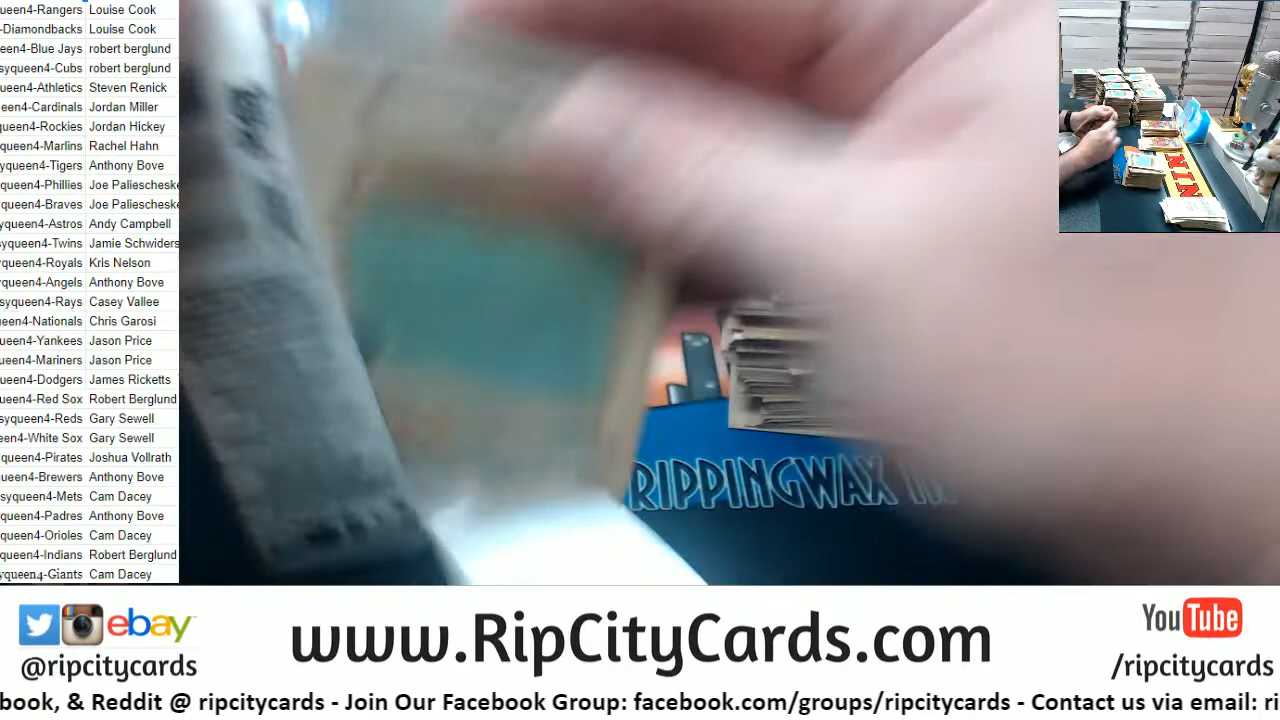 ueen4-Rangers Louise Cook
-Diamondbacks Louise Cook
een4-Blue Jays robert berglund
syqueen4-Cubs robert berglund
ueen4-Athletics Steven Renick
een4-Cardinals Jordan Miller
queen4-Rockies Jordan Hickey
queen4-Marlins Rachel Hahn
yqueen4-Tigers Anthony Bove
queen4-Phillies Joe Paliescheske
queen4-Braves Joe Paliescheske
yqueen4-Astros Andy Campbell
syqueen4-Twins Jamie Schwiders
yqueen4-Royals Kris Nelson
queen4-Angels Anthony Bove
syqueen4-Rays Casey Vallee
een4-Nationals Chris Garosi
ueen4-Yankees Jason Price
ueen4-Mariners Jason Price
ueen4-Dodgers James Ricketts
ueen4-Red Sox Robert Berglund
syqueen4-Reds Gary Sewell
een4-White Sox Gary Sewell
queen4-Pirates Joshua Vollrath
ueen4-Brewers Anthony Bove
syqueen4-Mets Cam Dacey
queen4-Padres Anthony Bove
queen4-Orioles Cam Dacey
queen4-Indians Robert Berglund
yqueen4-Giants Cam Dacey
NIN
RIPPINGWAX
ebay
@ripcitycards
www.RipCityCards.com
YouTube
/ripcitycards
book, & Reddit @ ripcitycards - Join Our Facebook Group: facebook.com/groups/ripcitycards - Contact us via email: ri